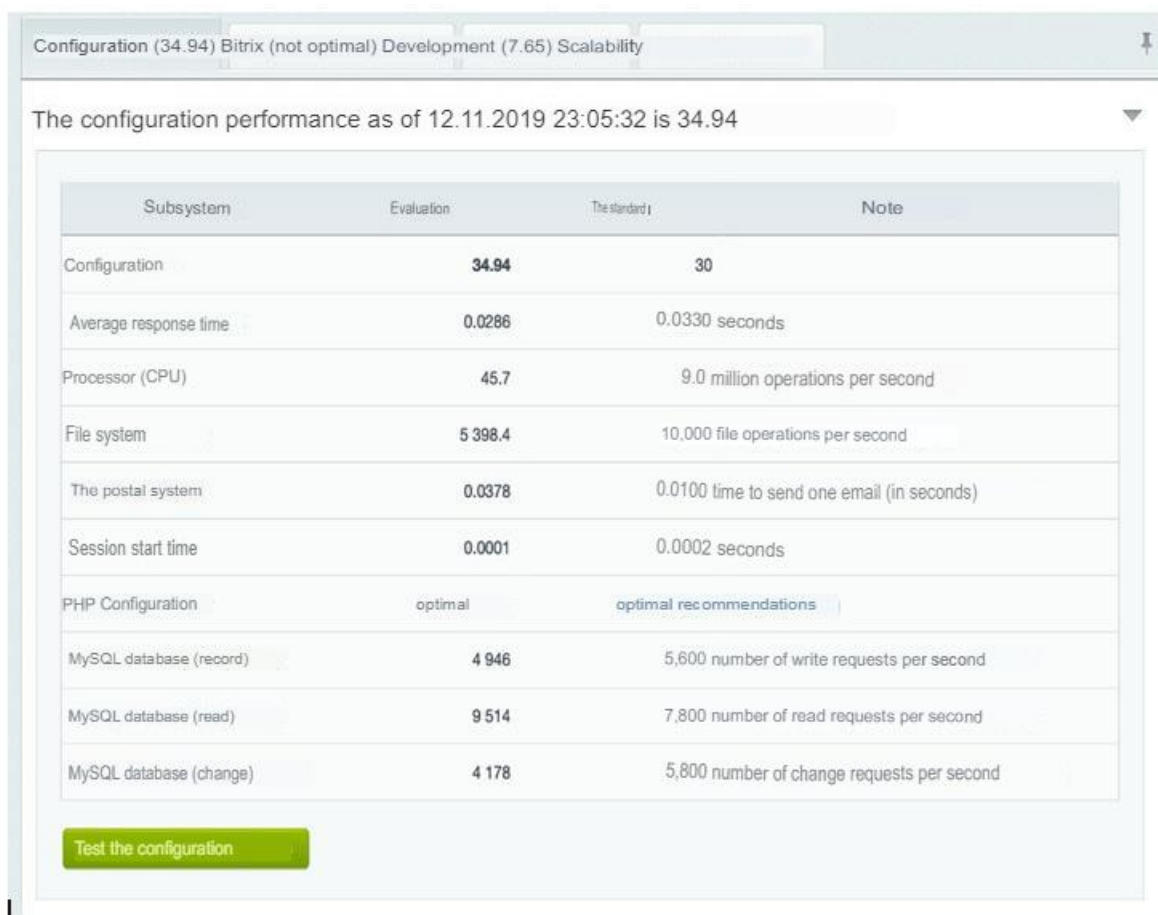 Configuration (34.94) Bitrix (not optimal) Development (7.65) Scalability
The configuration performance as of 12.11.2019 23:05:32 is 34.94
Subsystem Evaluation The standard Note
Configuration 34.94 30
Average response time 0.0286 0.0330 seconds
Processor (CPU) 45.7 9.0 million operations per second
File system 5 398.4 10,000 file operations per second
The postal system 0.0378 0.0100 time to send one email (in seconds)
Session start time 0.0001 0.0002 seconds
PHP Configuration optimal optimal recommendations
MySQL database (record) 4 946 5,600 number of write requests per second
MySQL database (read) 9 514 7,800 number of read requests per second
MySQL database (change) 4 178 5,800 number of change requests per second
Test the configuration